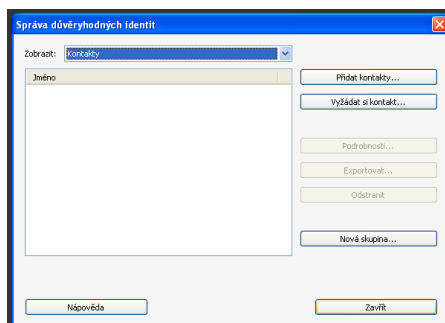 Správa důvěryhodných identit
Zobrazit: Kontakty
Jméno
Přidat kontakty...
Vyžádat si kontakt...
Podrobnosti...
Exportovat...
Odstranit
Nová skupina...
Nápověda
Zavřít